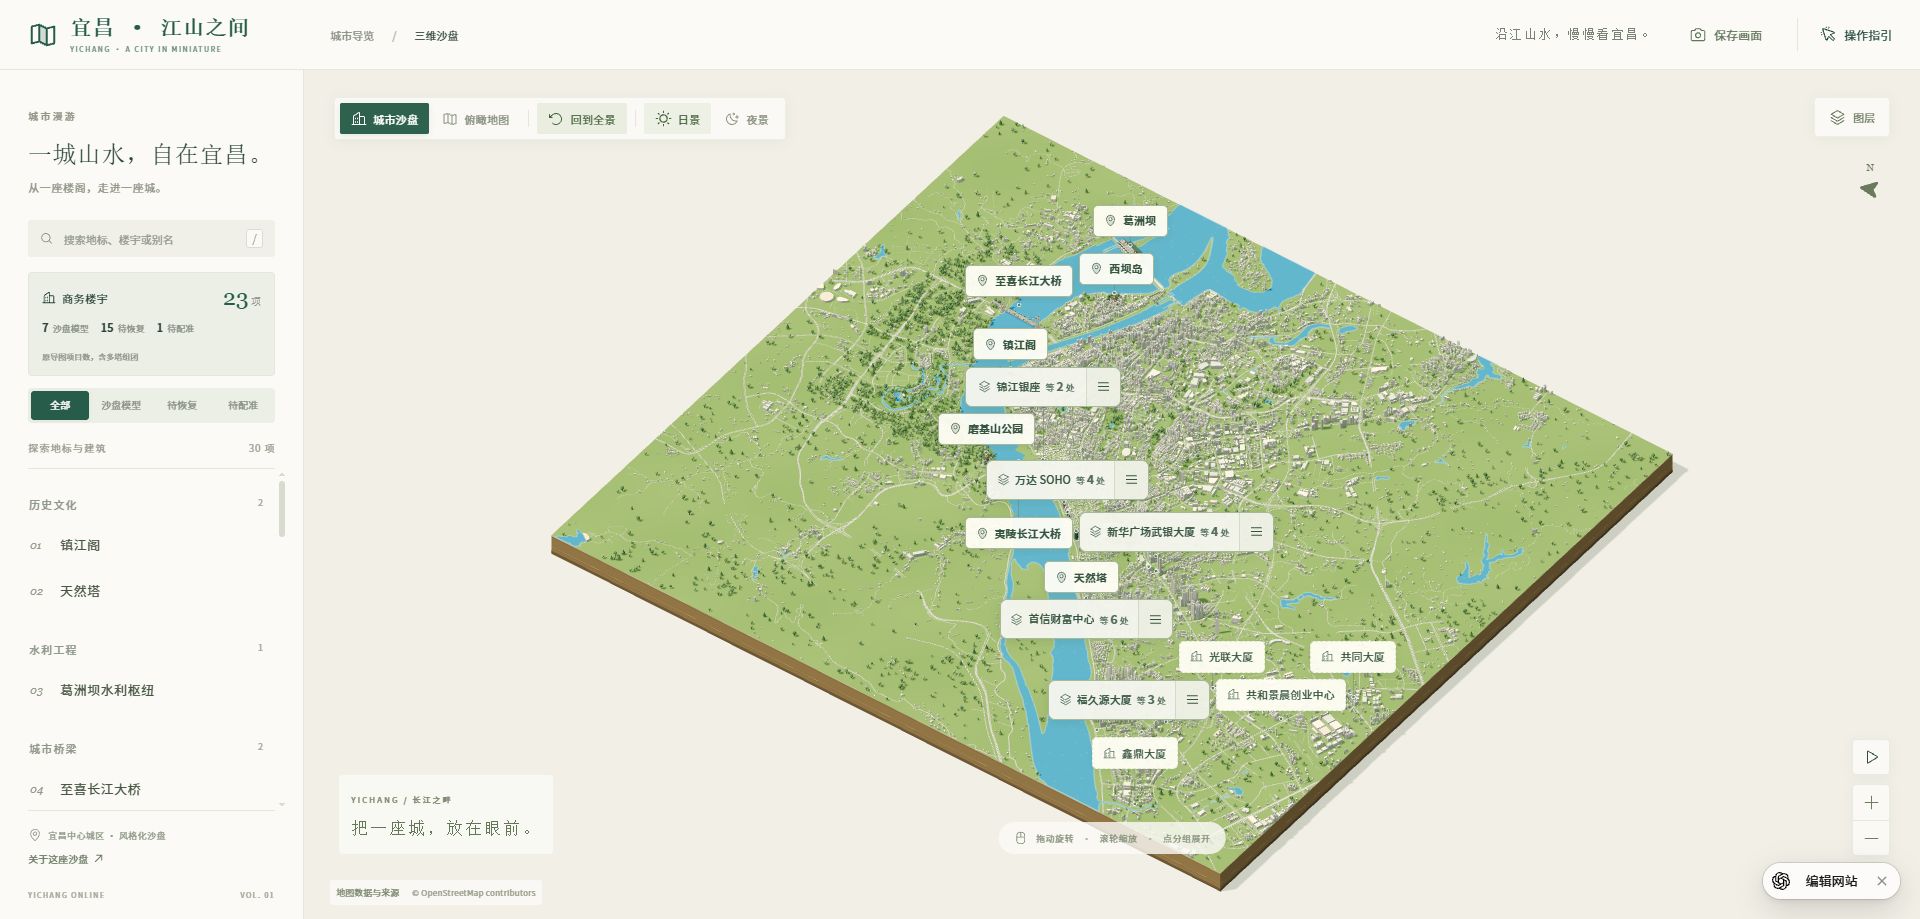 宜昌 • 江山之间
YICHANG • A CITY IN MINIATURE
城市导览 / 三维沙盘
沿江山水，慢慢看宜昌。
保存画面
操作指引
城市漫游
一城山水，自在宜昌。
从一座楼阁，走进一座城。
搜索地标、楼宇或别名 /
商务楼宇 23 项
7 沙盘模型 15 待恢复 1 待配准
原导图项目数，含多塔组团
全部 沙盘模型 待恢复 待配准
探索地标与建筑 30 项
历史文化 2
01 镇江阁
02 天然塔
水利工程 1
03 葛洲坝水利枢纽
城市桥梁 2
04 至喜长江大桥
宜昌中心城区 • 风格化沙盘
关于这座沙盘
YICHANG ONLINE VOL. 01
城市沙盘 俯瞰地图 回到全景 日景 夜景
图层
N
葛洲坝
西坝岛
至喜长江大桥
镇江阁
锦江银座 等 2 处
磨基山公园
万达 SOHO 等 4 处
夷陵长江大桥
新华广场武银大厦 等 4 处
天然塔
首信财富中心 等 6 处
光联大厦
共同大厦
福久源大厦 等 3 处
共和景晨创业中心
鑫鼎大厦
YICHANG / 长江之畔
把一座城，放在眼前。
拖动旋转 · 滚轮缩放 · 点分组展开
地图数据与来源 © OpenStreetMap contributors
编辑网站